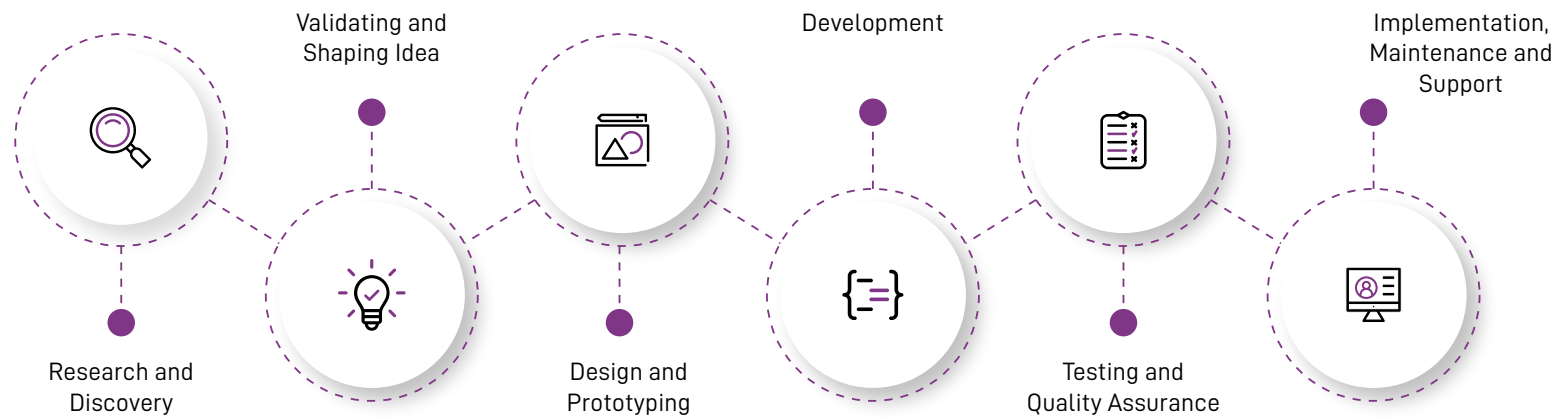 Research and
Discovery
Validating and
Shaping Idea
Design and
Prototyping
Development
Testing and
Quality Assurance
Implementation,
Maintenance and
Support